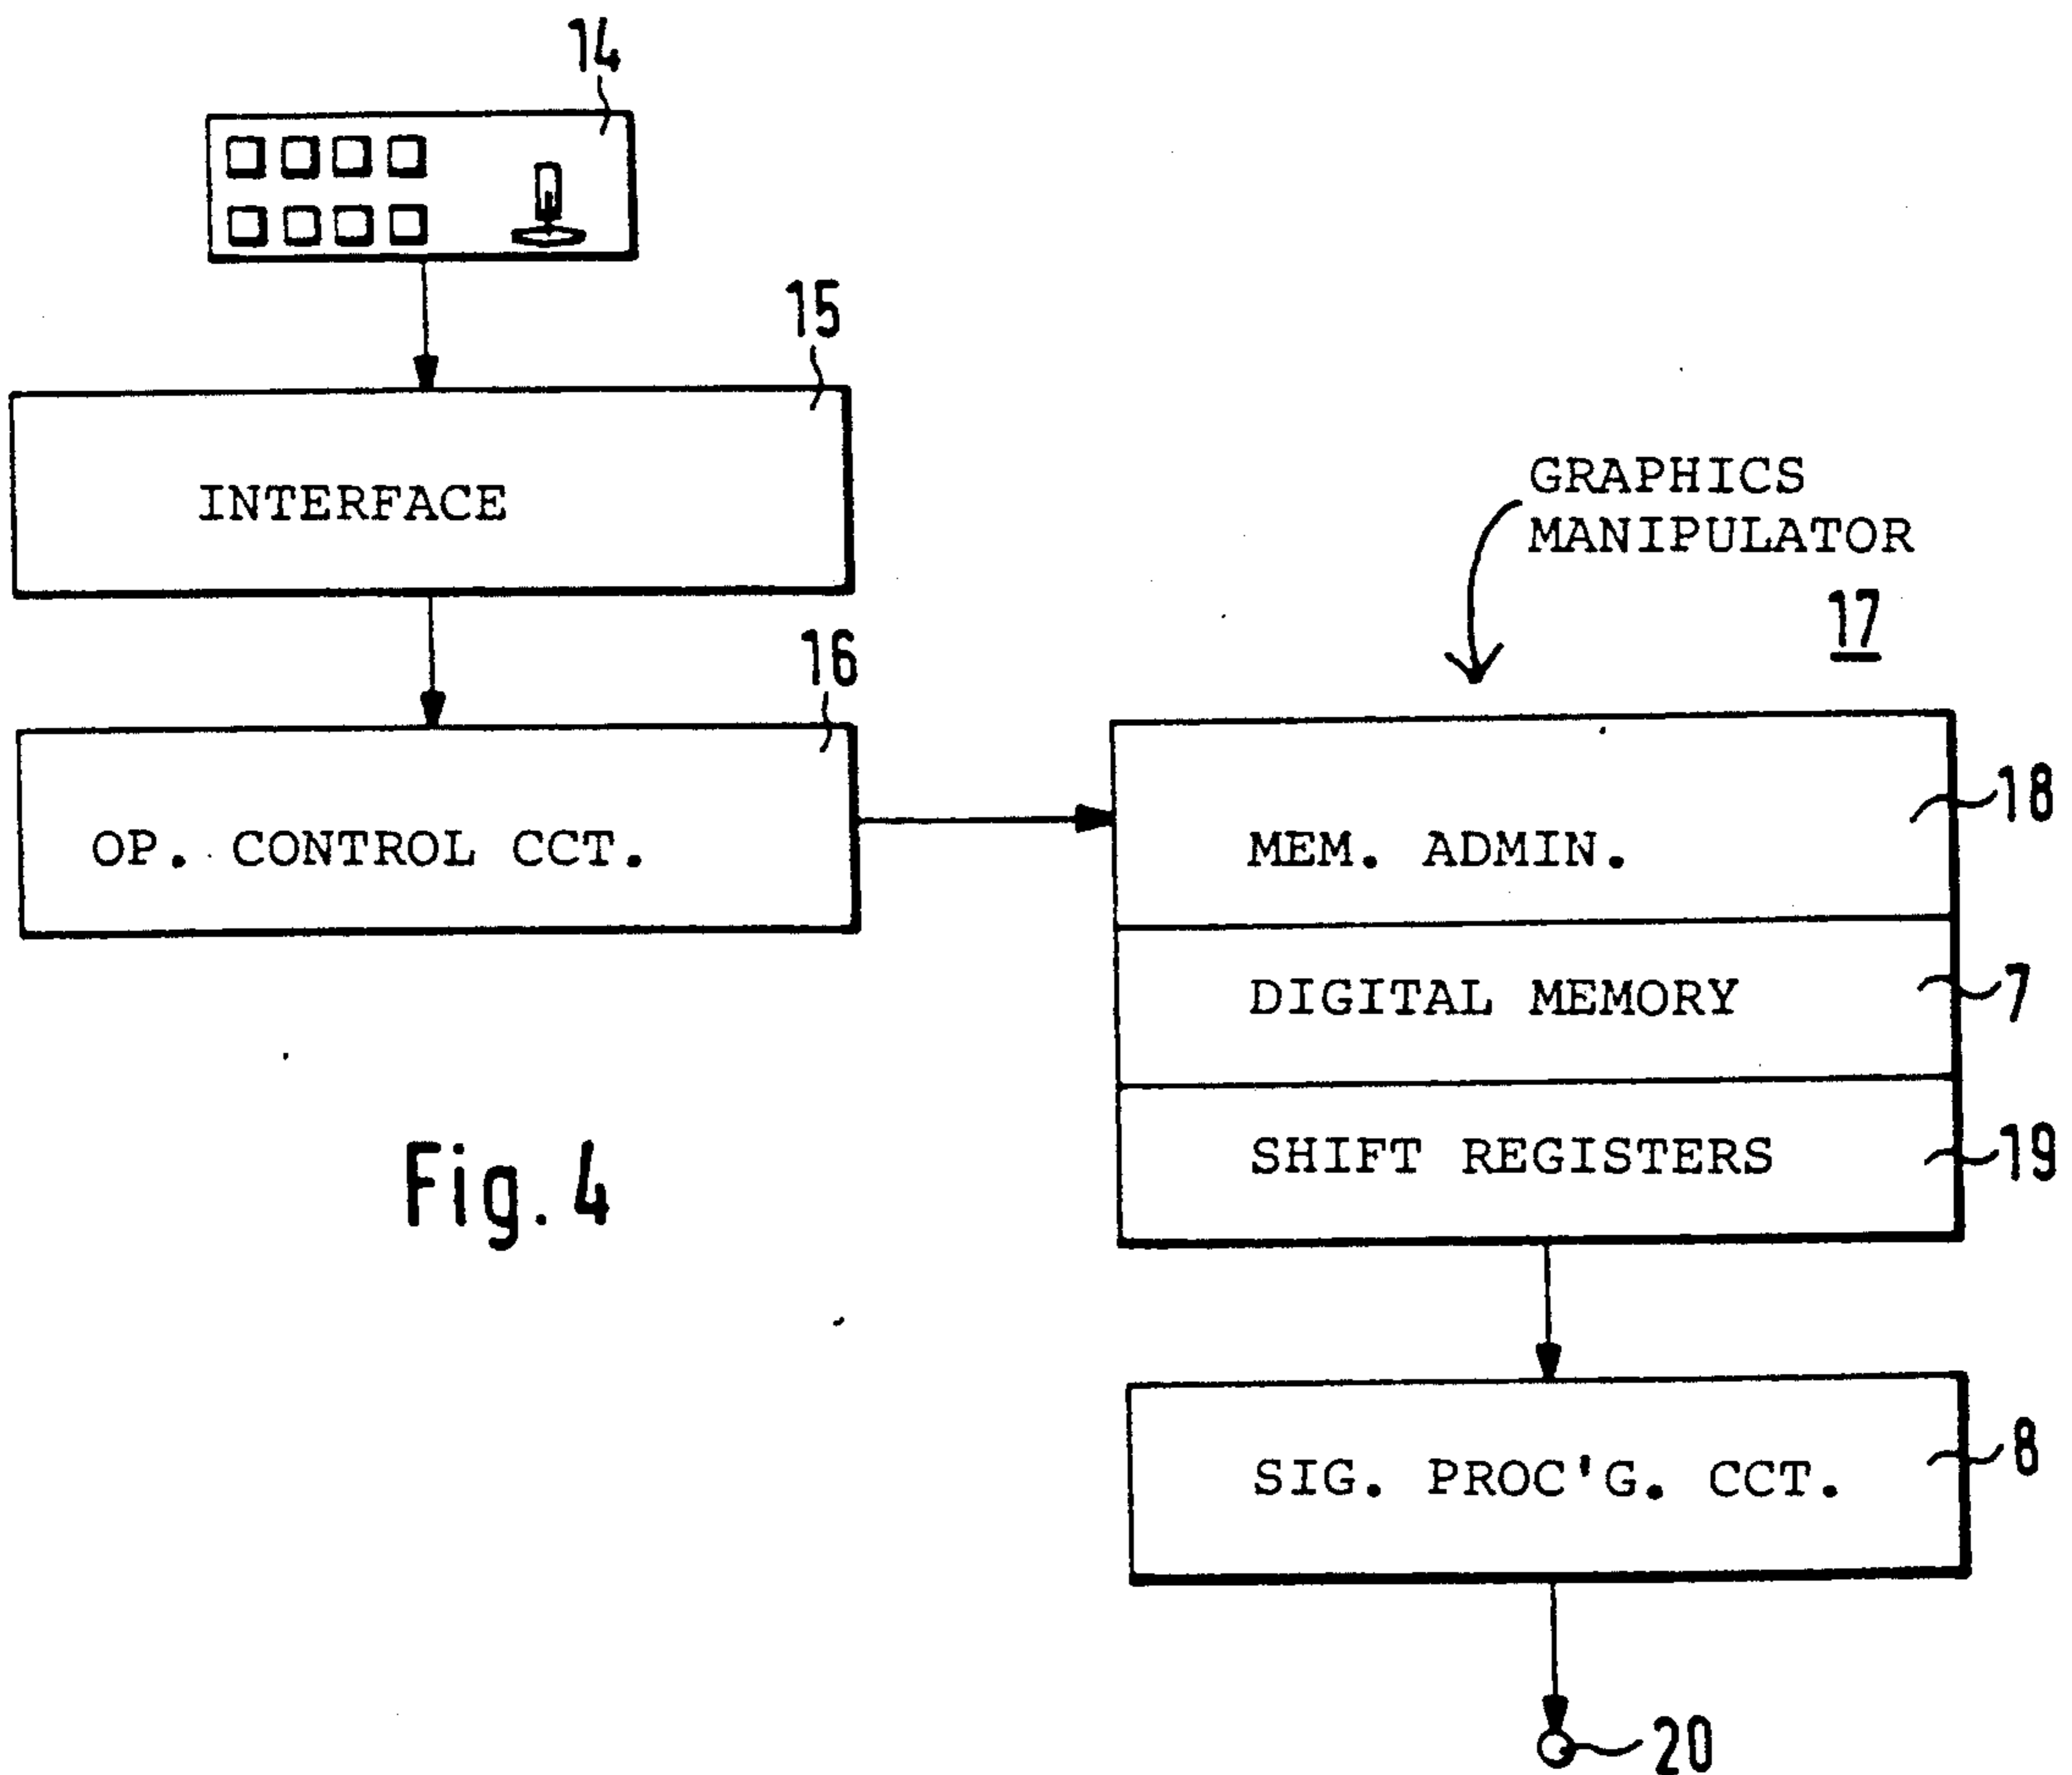 14
15
INTERFACE
16
OP. CONTROL CCT.
GRAPHICS
MANIPULATOR
17
MEM. ADMIN.
18
DIGITAL MEMORY
7
SHIFT REGISTERS
19
SIG. PROC'G. CCT.
8
20
Fig. 4